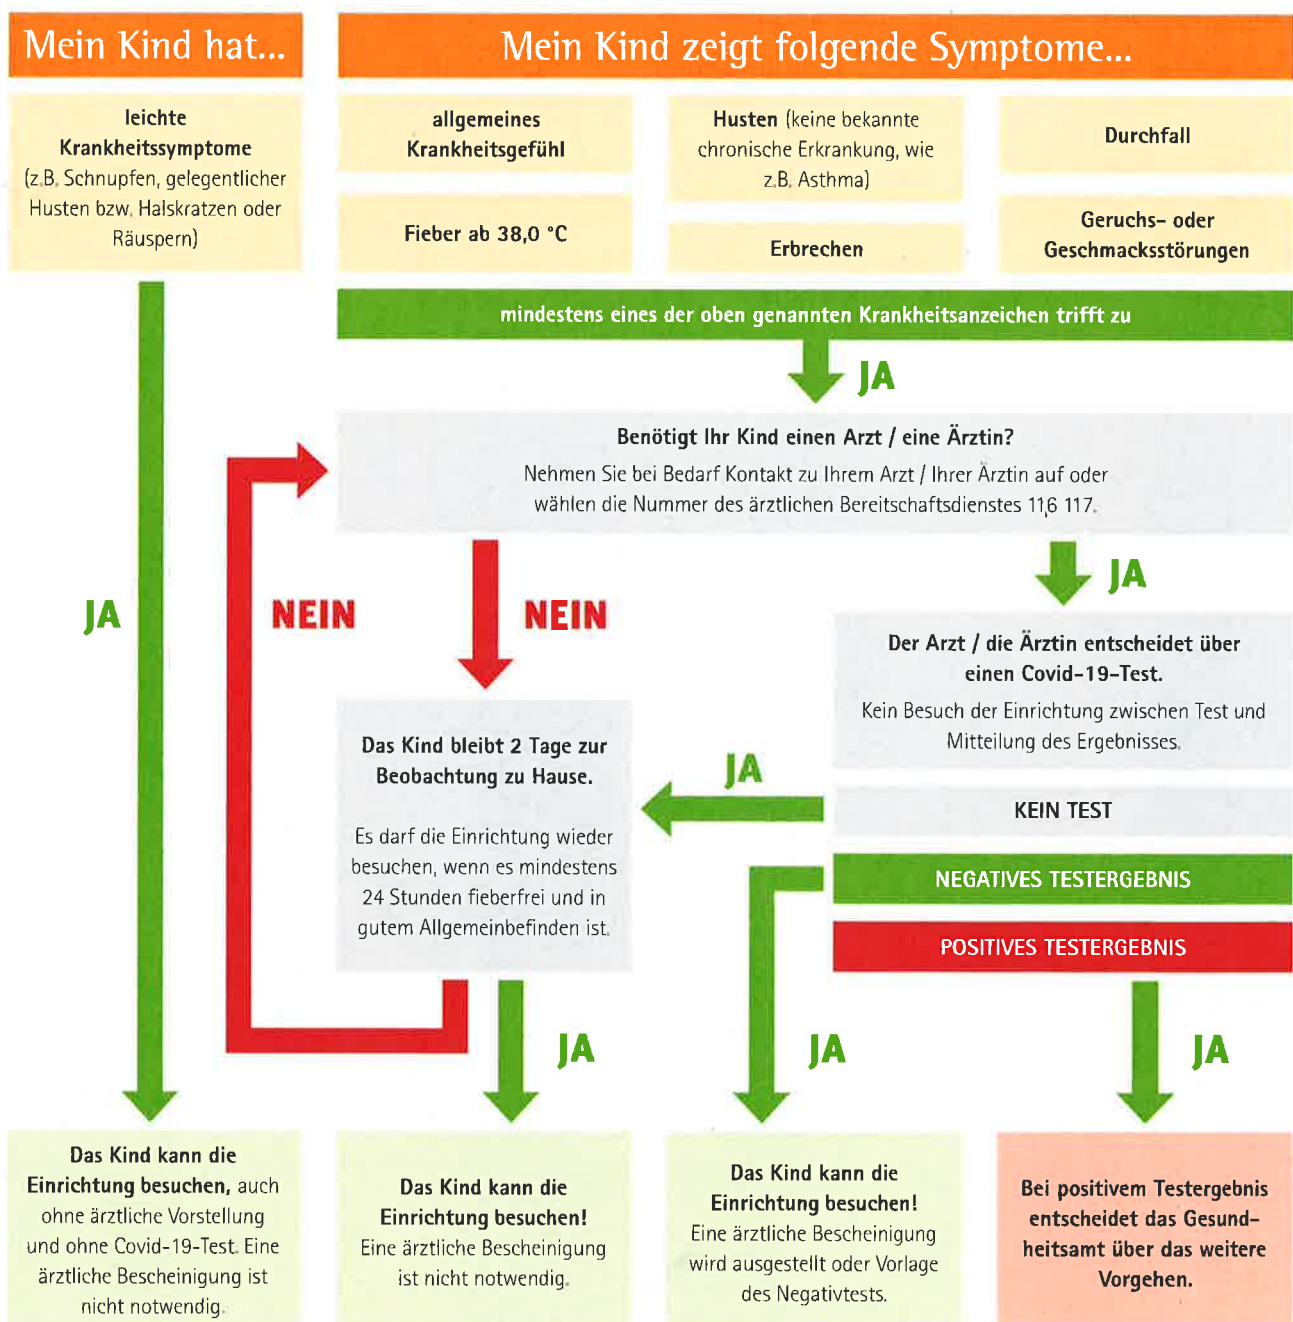 Mein Kind hat...
Mein Kind zeigt folgende Symptome...
leichte
Krankheitssymptome
(z.B. Schnupfen, gelegentlicher
Husten bzw. Halskratzen oder
Räuspern)
allgemeines
Krankheitsgefühl
Fieber ab 38,0 °C
Husten (keine bekannte
chronische Erkrankung, wie
z.B. Asthma)
Erbrechen
Durchfall
Geruchs- oder
Geschmacksstörungen
mindestens eines der oben genannten Krankheitsanzeichen trifft zu
JA
Benötigt Ihr Kind einen Arzt / eine Ärztin?
Nehmen Sie bei Bedarf Kontakt zu Ihrem Arzt / Ihrer Ärztin auf oder
wählen die Nummer des ärztlichen Bereitschaftsdienstes 116 117.
JA
NEIN
NEIN
JA
Der Arzt / die Ärztin entscheidet über
einen Covid-19-Test.
Kein Besuch der Einrichtung zwischen Test und
Mitteilung des Ergebnisses.
Das Kind bleibt 2 Tage zur
Beobachtung zu Hause.
Es darf die Einrichtung wieder
besuchen, wenn es mindestens
24 Stunden fieberfrei und in
gutem Allgemeinbefinden ist.
JA
KEIN TEST
NEGATIVES TESTERGEBNIS
POSITIVES TESTERGEBNIS
JA
JA
JA
Das Kind kann die
Einrichtung besuchen, auch
ohne ärztliche Vorstellung
und ohne Covid-19-Test. Eine
ärztliche Bescheinigung ist
nicht notwendig.
Das Kind kann die
Einrichtung besuchen!
Eine ärztliche Bescheinigung
ist nicht notwendig.
Das Kind kann die
Einrichtung besuchen!
Eine ärztliche Bescheinigung
wird ausgestellt oder Vorlage
des Negativtests.
Bei positivem Testergebnis
entscheidet das Gesund-
heitsamt über das weitere
Vorgehen.